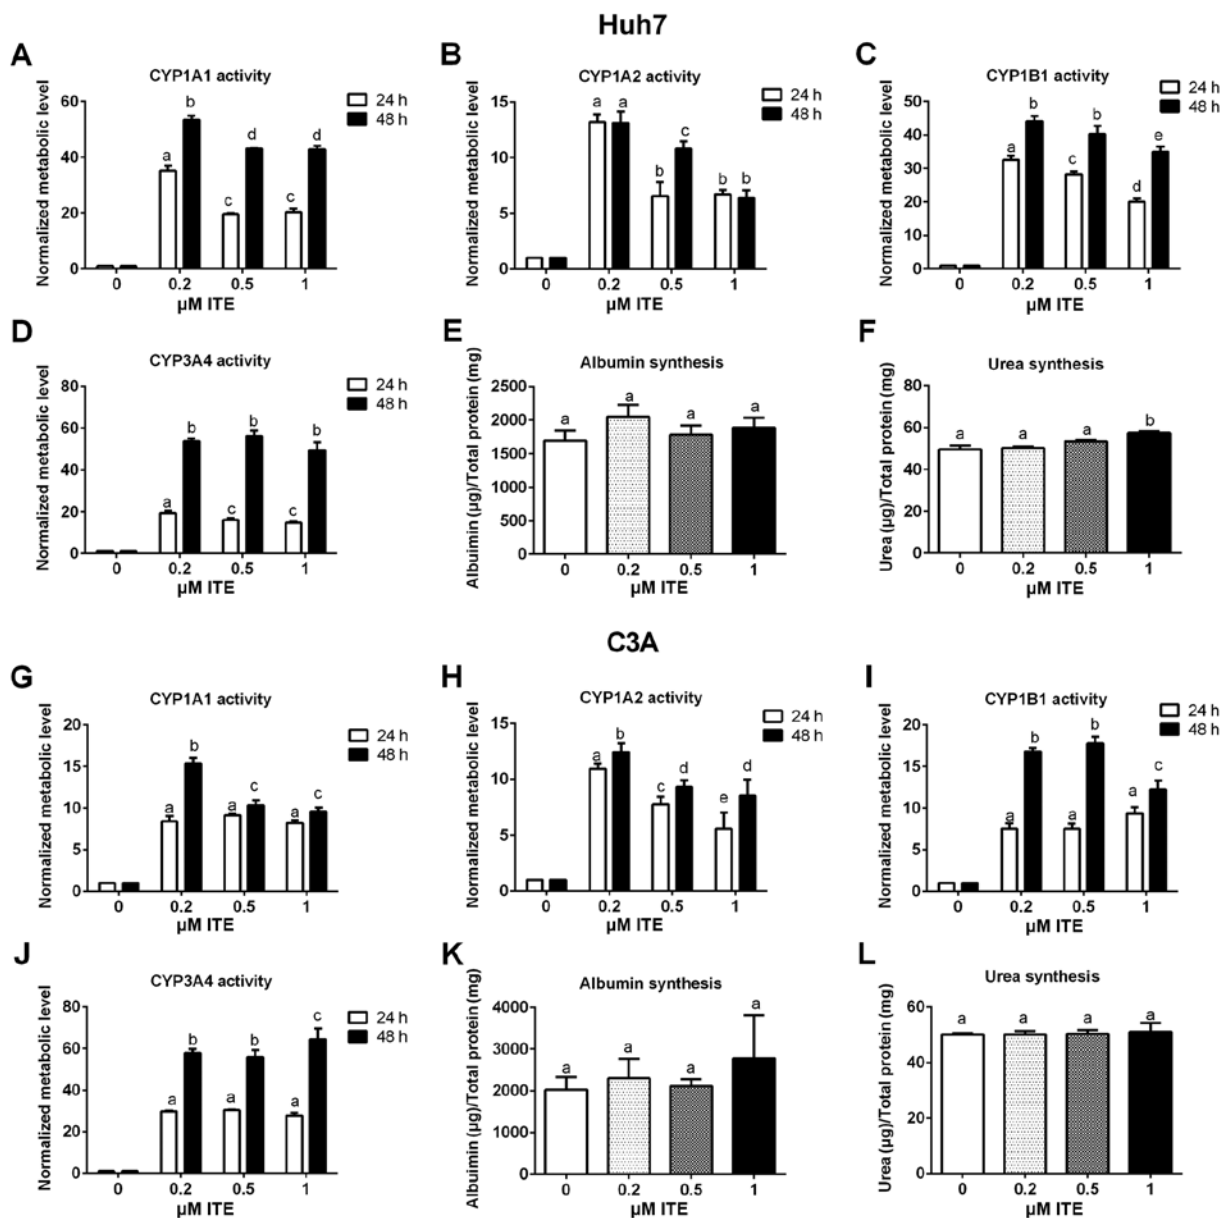 Huh7
A
CYP1A1 activity
Normalized metabolic level
60
40
20
0
a
b
c
d
c
d
24 h
48 h
0 0.2 0.5 1
µM ITE
B
CYP1A2 activity
Normalized metabolic level
15
10
5
0
a
a
b
c
b
b
24 h
48 h
0 0.2 0.5 1
µM ITE
C
CYP1B1 activity
Normalized metabolic level
50
40
30
20
10
0
a
b
c
b
d
e
24 h
48 h
0 0.2 0.5 1
µM ITE
D
CYP3A4 activity
Normalized metabolic level
80
60
40
20
0
a
b
c
b
c
b
24 h
48 h
0 0.2 0.5 1
µM ITE
E
Albumin synthesis
Albuimin (µg)/Total protein (mg)
2500
2000
1500
1000
500
0
a
a
a
a
0 0.2 0.5 1
µM ITE
F
Urea synthesis
Urea (µg)/Total protein (mg)
80
60
40
20
0
a
a
a
b
0 0.2 0.5 1
µM ITE
C3A
G
CYP1A1 activity
Normalized metabolic level
20
15
10
5
0
a
b
a
c
a
c
24 h
48 h
0 0.2 0.5 1
µM ITE
H
CYP1A2 activity
Normalized metabolic level
15
10
5
0
a
b
c
d
e
d
24 h
48 h
0 0.2 0.5 1
µM ITE
I
CYP1B1 activity
Normalized metabolic level
20
15
10
5
0
a
b
a
b
a
c
24 h
48 h
0 0.2 0.5 1
µM ITE
J
CYP3A4 activity
Normalized metabolic level
80
60
40
20
0
a
b
a
b
a
c
24 h
48 h
0 0.2 0.5 1
µM ITE
K
Albumin synthesis
Albuimin (µg)/Total protein (mg)
4000
3000
2000
1000
0
a
a
a
a
0 0.2 0.5 1
µM ITE
L
Urea synthesis
Urea (µg)/Total protein (mg)
60
40
20
0
a
a
a
a
0 0.2 0.5 1
µM ITE